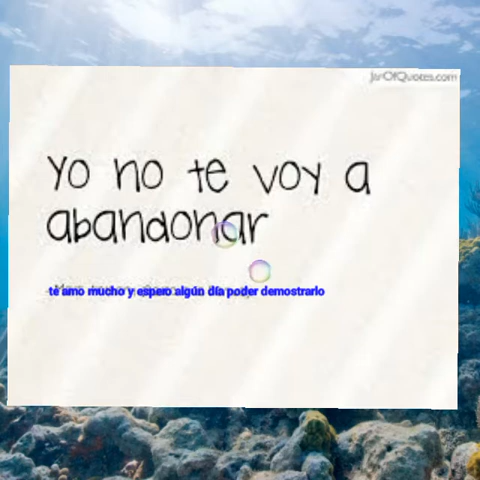 JarOfQuotes.com
yo no te voy a
abandonar
te amo mucho y espero algún día poder demostrarlo